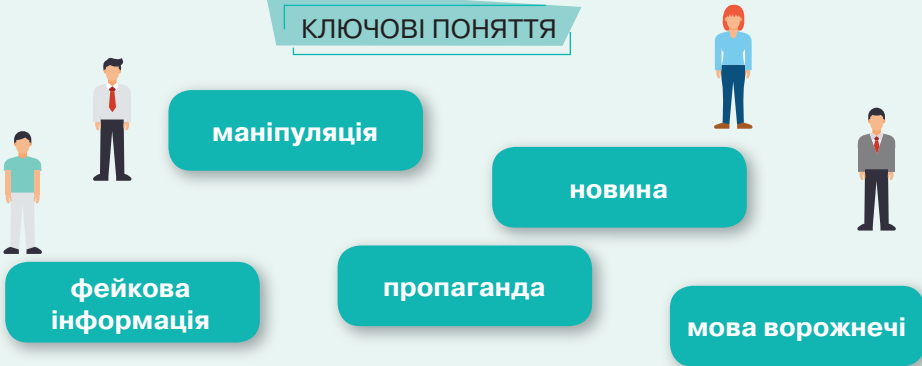 КЛЮЧОВІ ПОНЯТТЯ
маніпуляція
новина
фейкова
інформація
пропаганда
мова ворожнечі